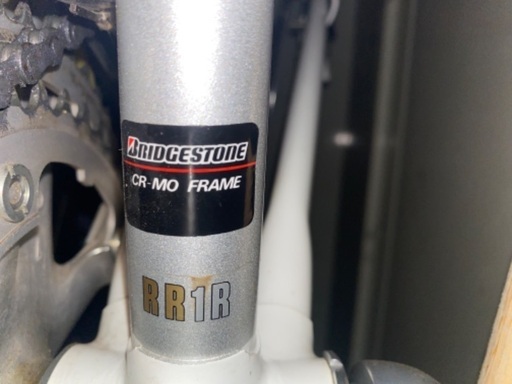 BRIDGESTONE
CR-MO FRAME
RR1R